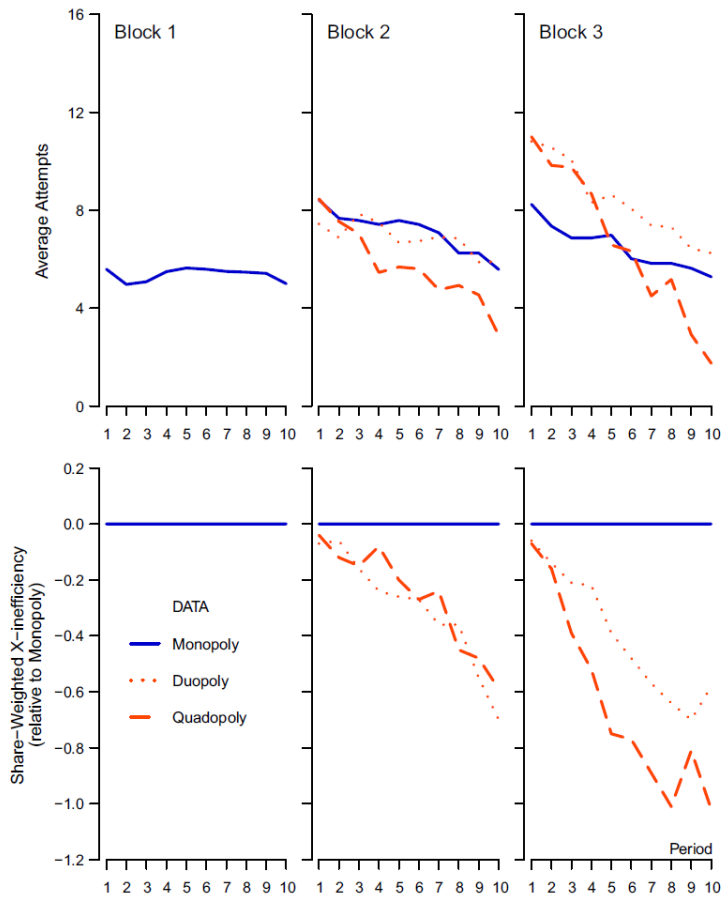 Block 1
Block 2
Block 3
Average Attempts
16
12
8
4
0
1 2 3 4 5 6 7 8 9 10
1 2 3 4 5 6 7 8 9 10
1 2 3 4 5 6 7 8 9 10
Share−Weighted X−inefficiency
(relative to Monopoly)
0.2
0.0
−0.2
−0.4
−0.6
−0.8
−1.0
−1.2
DATA
Monopoly
Duopoly
Quadopoly
Period
1 2 3 4 5 6 7 8 9 10
1 2 3 4 5 6 7 8 9 10
1 2 3 4 5 6 7 8 9 10